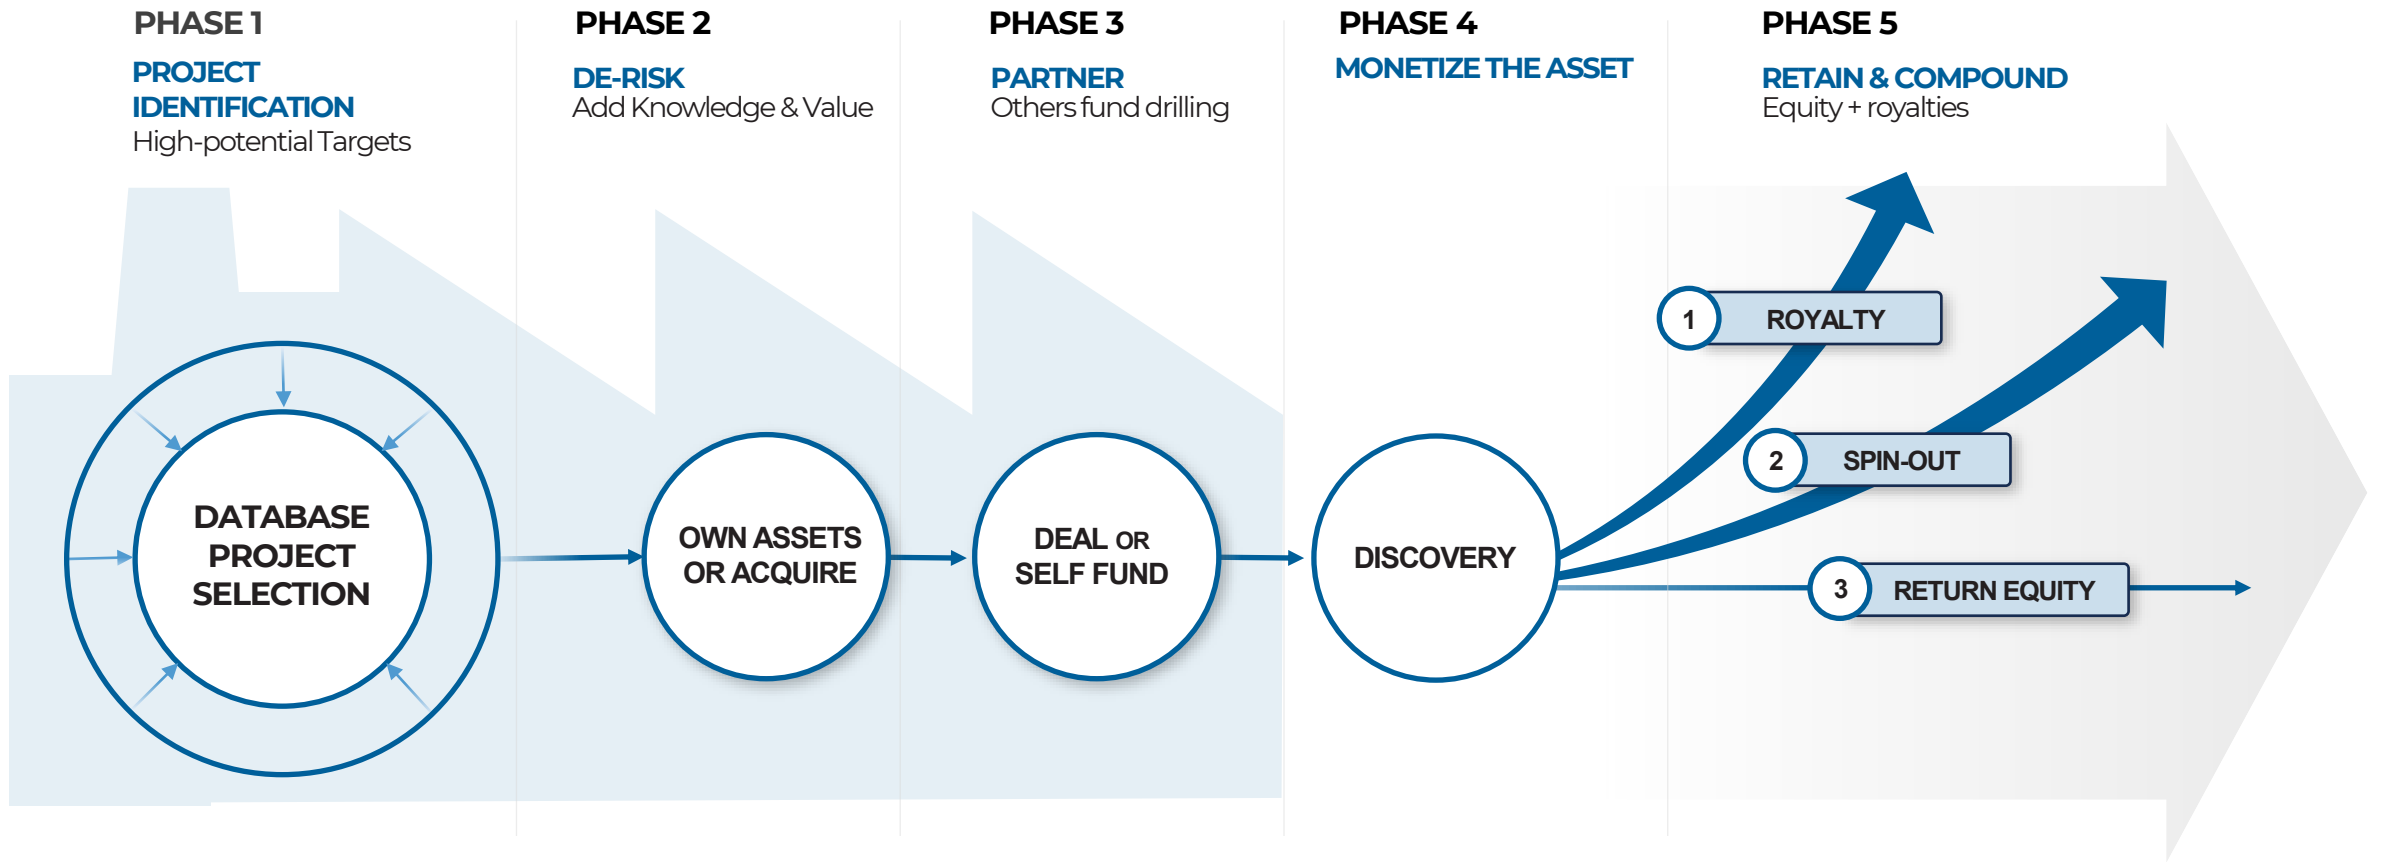 PHASE 1
PROJECT
IDENTIFICATION
High-potential Targets
PHASE 2
DE-RISK
Add Knowledge & Value
PHASE 3
PARTNER
Others fund drilling
PHASE 4
MONETIZE THE ASSET
PHASE 5
RETAIN & COMPOUND
Equity + royalties
DATABASE
PROJECT
SELECTION
OWN ASSETS
OR ACQUIRE
DEAL OR
SELF FUND
DISCOVERY
1 ROYALTY
2 SPIN-OUT
3 RETURN EQUITY